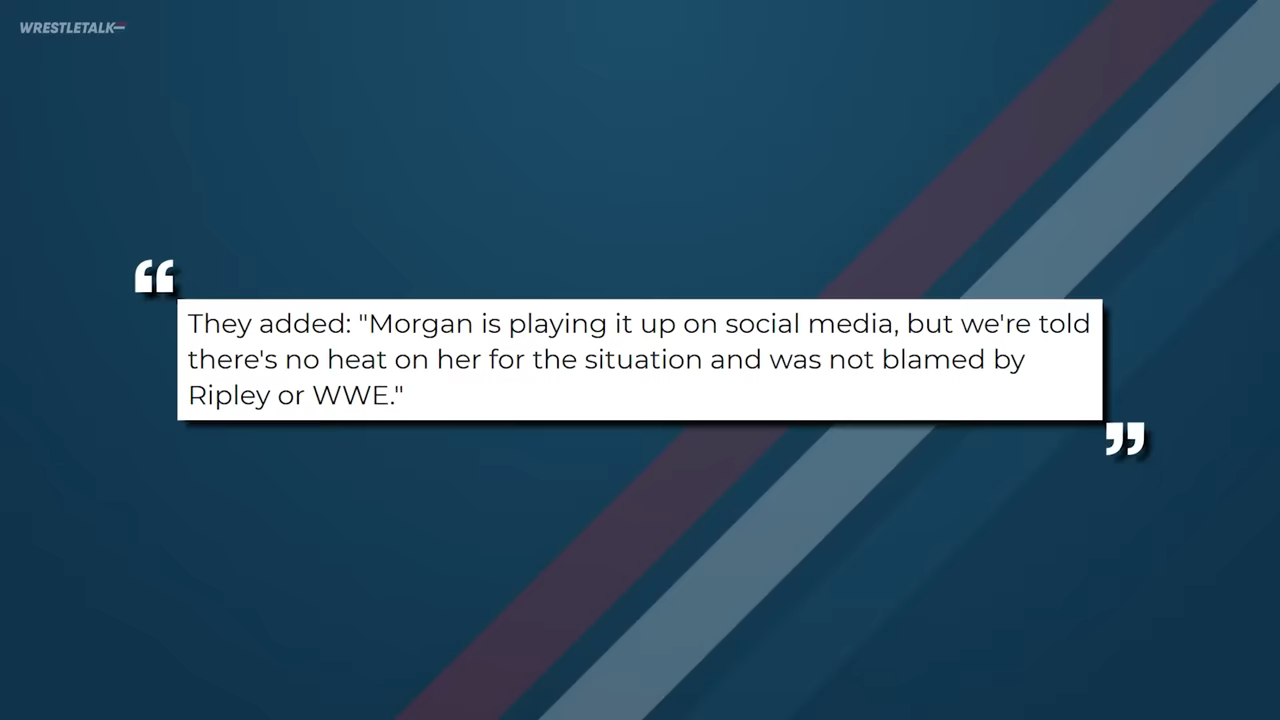 WRESTLETALK
“
They added: "Morgan is playing it up on social media, but we're told
there's no heat on her for the situation and was not blamed by
Ripley or WWE."
”